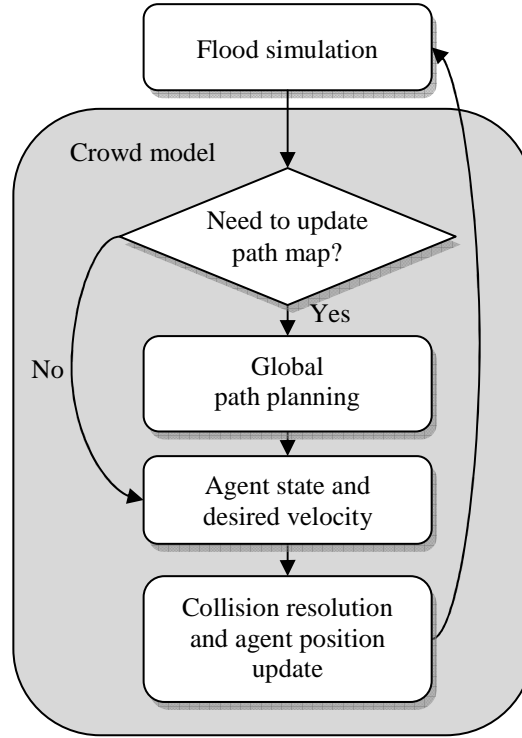 Flood simulation
Crowd model
Need to update
path map?
Yes
No
Global
path planning
Agent state and
desired velocity
Collision resolution
and agent position
update